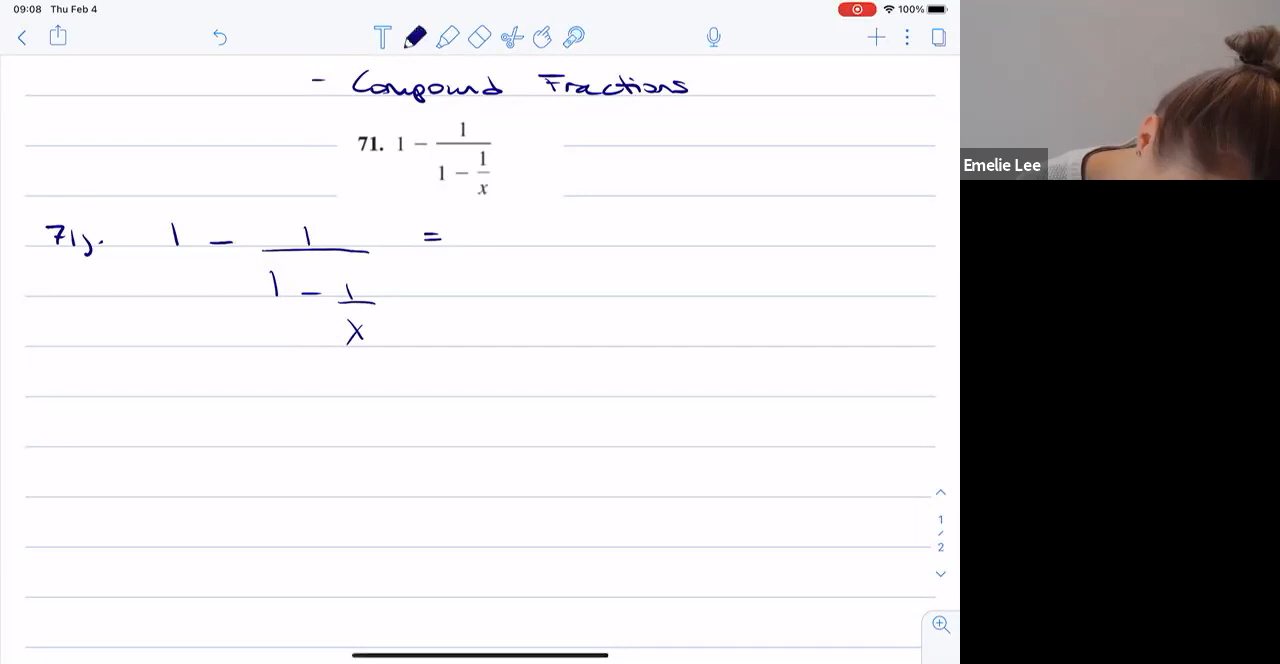 09:08 Thu Feb 4
100%
T
- Compound Fractions
71. 1 - 1
1 - 1
x
71). 1 - 1 =
1 - 1
x
Emelie Lee
1
/
2